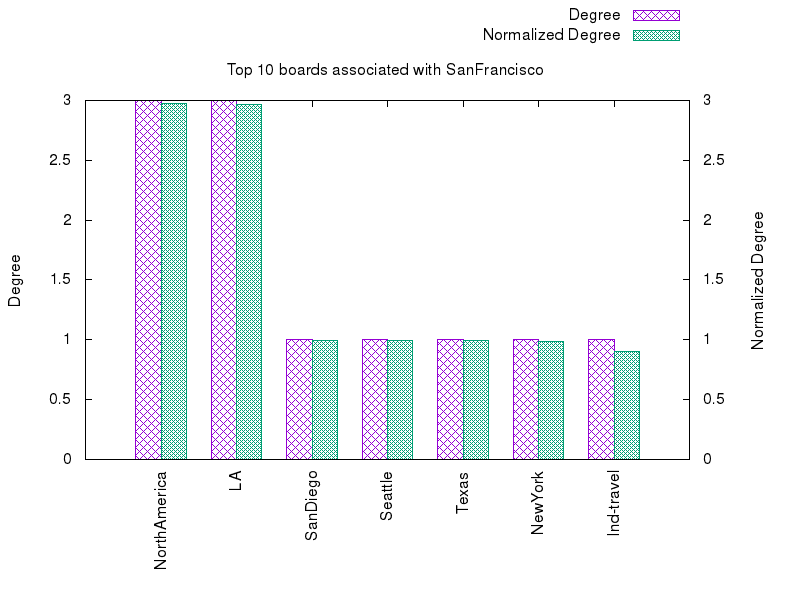 Degree
Normalized Degree
Top 10 boards associated with SanFrancisco
3
2.5
2
1.5
1
0.5
0
3
2.5
2
1.5
1
0.5
0
Degree
Normalized Degree
NorthAmerica
LA
SanDiego
Seattle
Texas
NewYork
Ind-travel